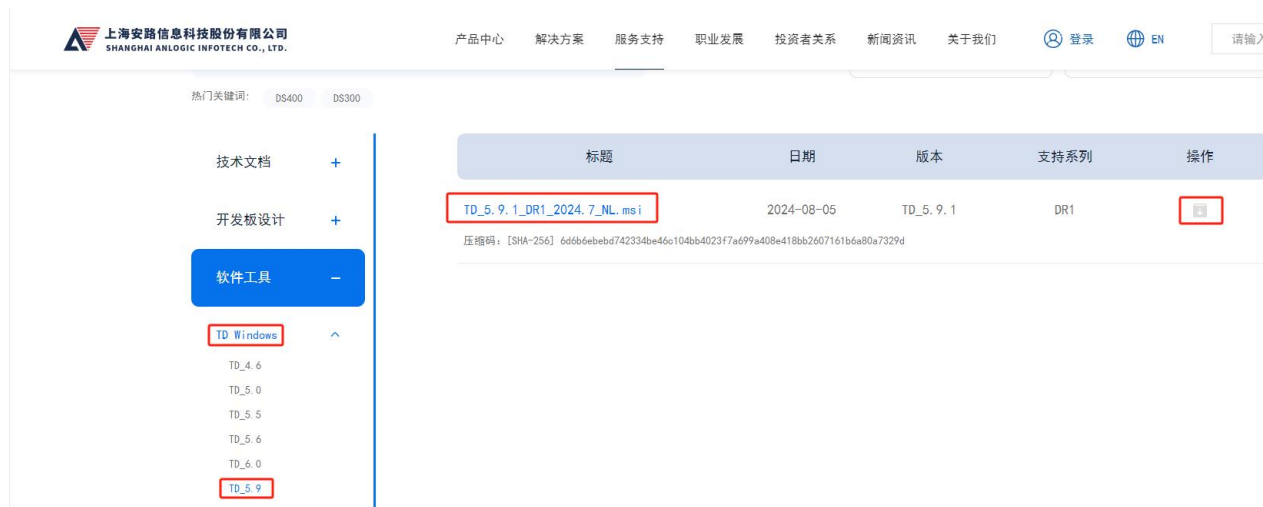 上海安路信息科技股份有限公司
SHANGHAI ANLOGIC INFOTECH CO., LTD.
产品中心 解决方案 服务支持 职业发展 投资者关系 新闻资讯 关于我们 登录 EN 请输入
热门关键词: DS400 DS300
技术文档 +
开发板设计 +
软件工具 −
TD Windows
TD_4.6
TD_5.0
TD_5.5
TD_5.6
TD_6.0
TD_5.9
标题 日期 版本 支持系列 操作
TD_5.9.1_DR1_2024.7_NL.msi 2024-08-05 TD_5.9.1 DR1
压缩码:[SHA-256] 6d6b6ebebd742334be46c104bb4023f7a699a408e418bb2607161b6a80a7329d